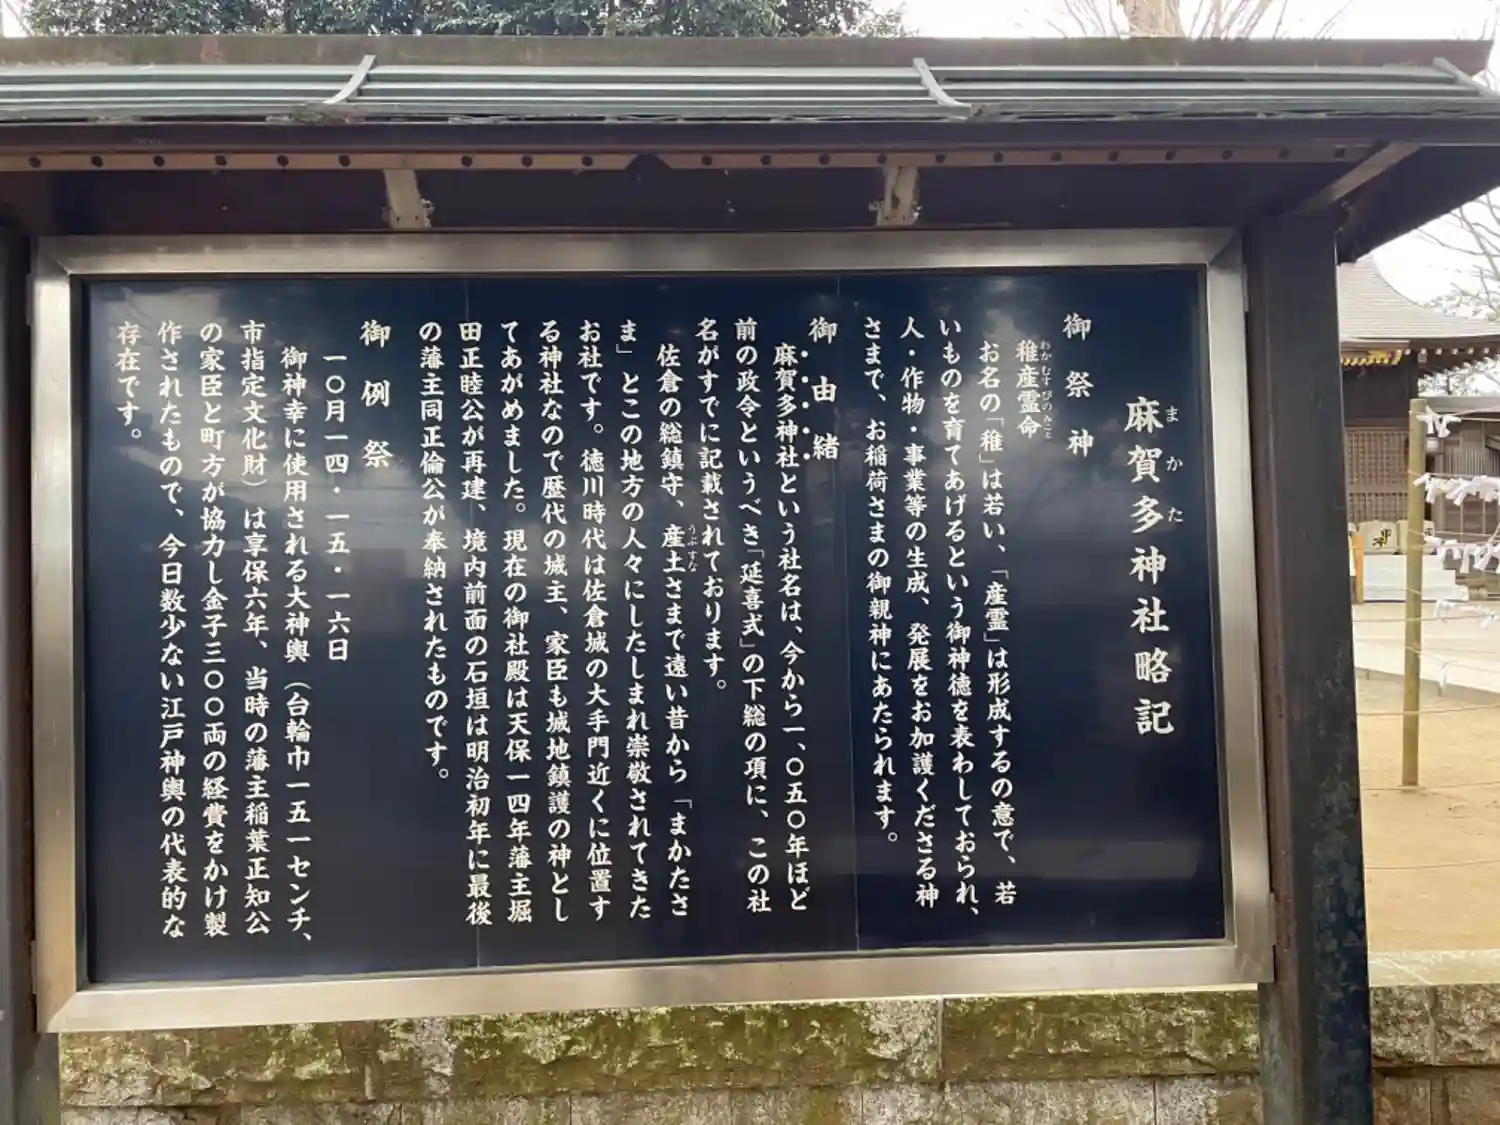 麻賀多神社略記
まかた
御祭神
稚産霊命
わかむすびのみこと
お名の「稚」は若い、「産霊」は形成するの意で、若
いものを育てあげるという御神徳を表わしておられ、
人・作物・事業等の生成、発展をお加護くださる神
さまで、お稲荷さまの御親神にあたられます。
御由緒
麻賀多神社という社名は、今から一、〇五〇年ほど
前の政令というべき「延喜式」の下総の項に、この社
名がすでに記載されております。
佐倉の総鎮守、産土さまで遠い昔から「まかたさ
うぶすな
ま」とこの地方の人々にしたしまれ崇敬されてきた
お社です。徳川時代は佐倉城の大手門近くに位置す
る神社なので歴代の城主、家臣も城地鎮護の神とし
てあがめました。現在の御社殿は天保一四年藩主堀
田正睦公が再建、境内前面の石垣は明治初年に最後
の藩主同正倫公が奉納されたものです。
御例祭
一〇月一四・一五・一六日
御神幸に使用される大神輿（台輪巾一五一センチ、
市指定文化財）は享保六年、当時の藩主稲葉正知公
の家臣と町方が協力し金子三〇〇両の経費をかけ製
作されたもので、今日数少ない江戸神輿の代表的な
存在です。